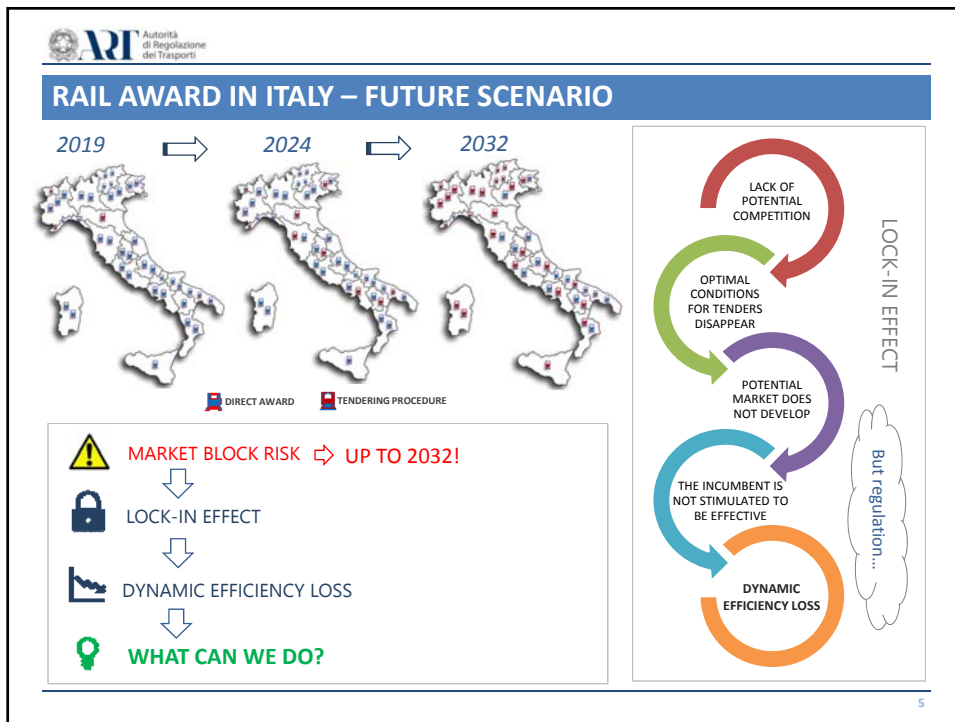 ART
Autorità
di Regolazione
dei Trasporti
RAIL AWARD IN ITALY – FUTURE SCENARIO
2019
2024
2032
DIRECT AWARD
TENDERING PROCEDURE
MARKET BLOCK RISK
UP TO 2032!
LOCK-IN EFFECT
DYNAMIC EFFICIENCY LOSS
WHAT CAN WE DO?
LACK OF
POTENTIAL
COMPETITION
OPTIMAL
CONDITIONS
FOR TENDERS
DISAPPEAR
POTENTIAL
MARKET DOES
NOT DEVELOP
THE INCUMBENT IS
NOT STIMULATED TO
BE EFFECTIVE
DYNAMIC
EFFICIENCY LOSS
LOCK-IN EFFECT
But regulation…
5